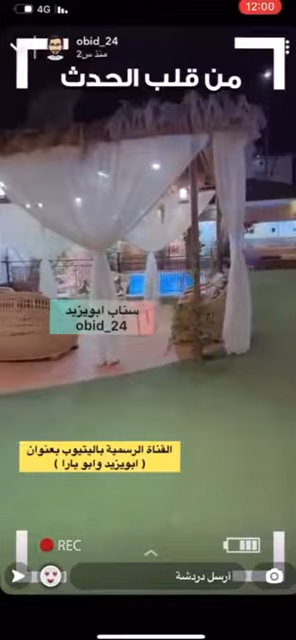 4G
12:00
obid_24
منذ س2
من قلب الحدث
سناب ابويزيد
obid_24
القناة الرسمية باليتيوب بعنوان
( ابويزيد وابو يارا )
REC
ارسل دردشة